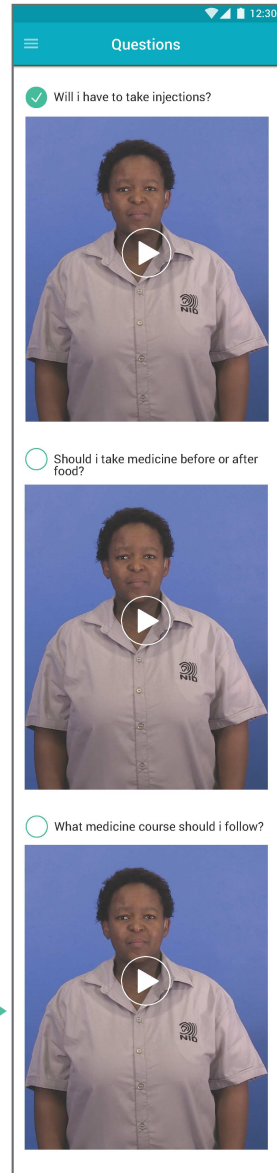 12:30
Questions
Will i have to take injections?
NID
Should i take medicine before or after
food?
NID
What medicine course should i follow?
NID